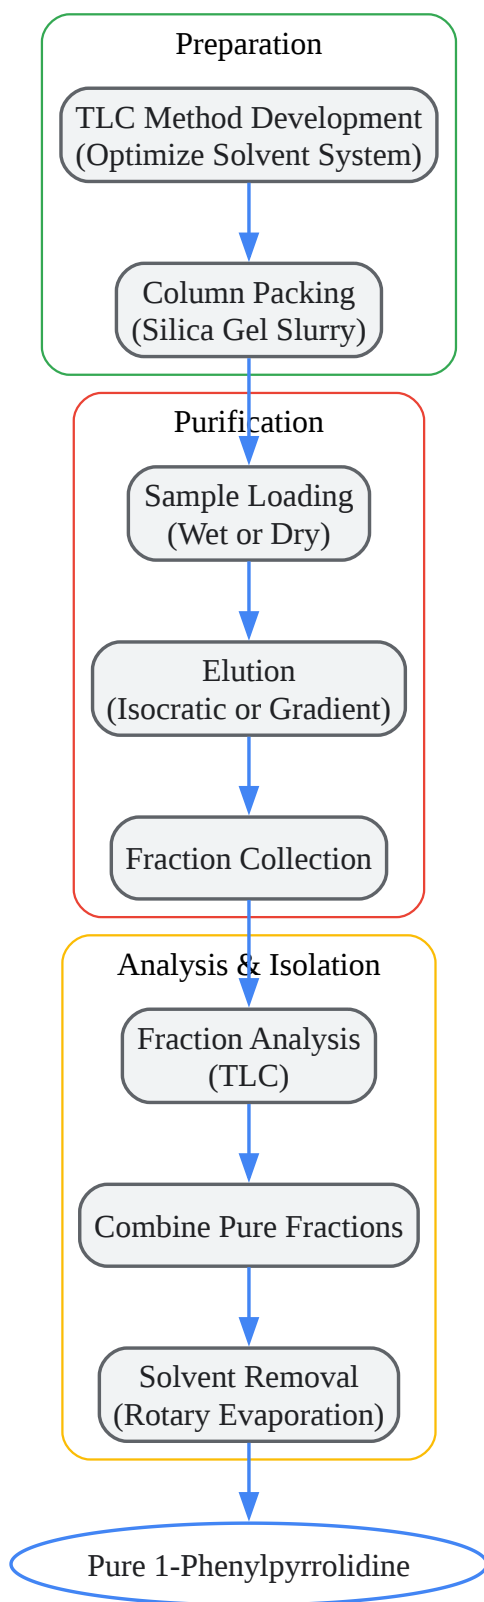 Preparation
TLC Method Development
(Optimize Solvent System)
Column Packing
(Silica Gel Slurry)
Purification
Sample Loading
(Wet or Dry)
Elution
(Isocratic or Gradient)
Fraction Collection
Analysis & Isolation
Fraction Analysis
(TLC)
Combine Pure Fractions
Solvent Removal
(Rotary Evaporation)
Pure 1-Phenylpyrrolidine